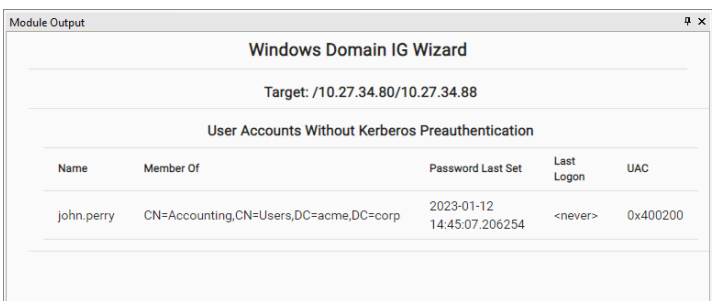 Module Output
Windows Domain IG Wizard
Target: /10.27.34.80/10.27.34.88
User Accounts Without Kerberos Preauthentication
Name Member Of Password Last Set Last Logon UAC
john.perry CN=Accounting,CN=Users,DC=acme,DC=corp 2023-01-12 14:45:07.206254 <never> 0x400200